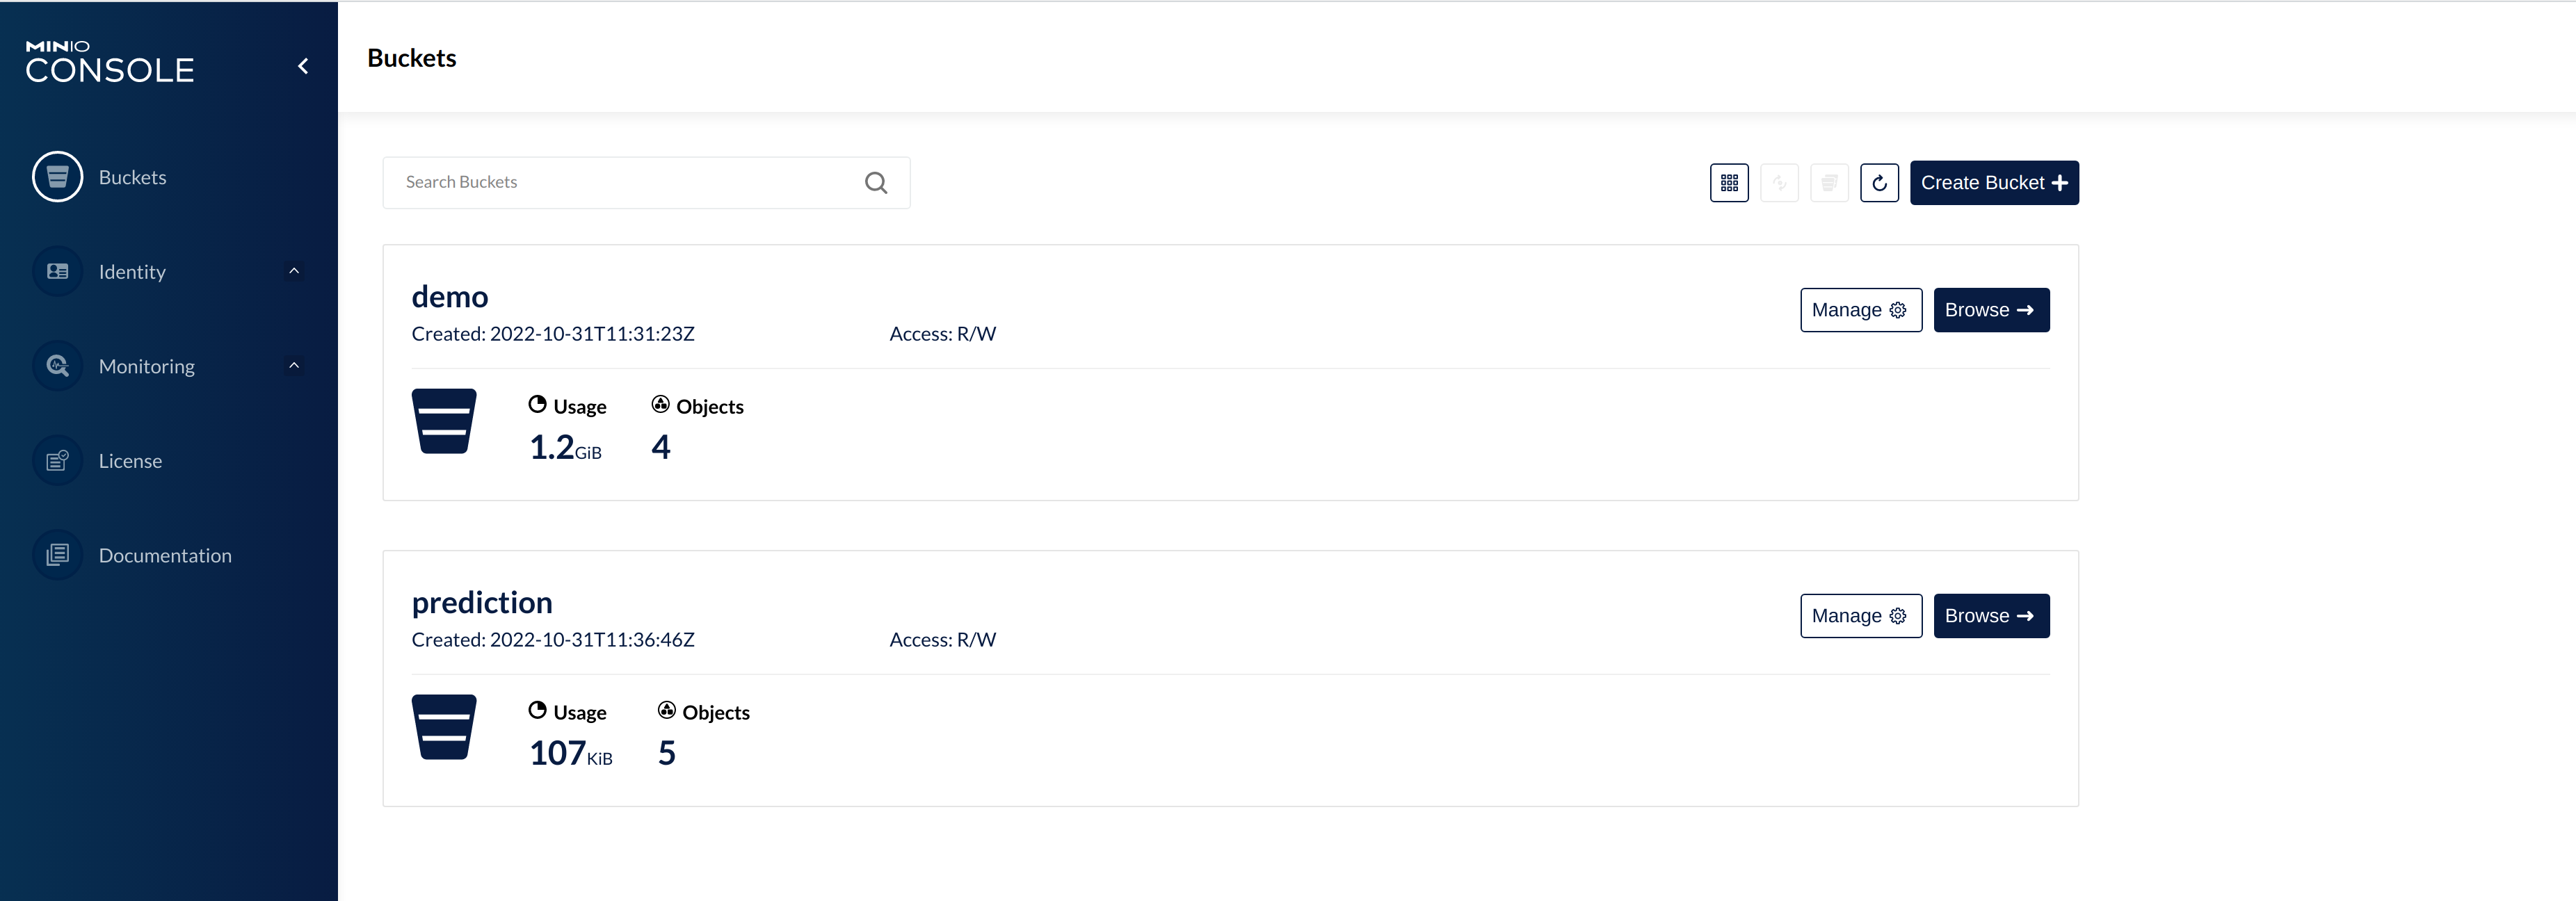 MINIO
CONSOLE
Buckets
Identity
Monitoring
License
Documentation
Buckets
Search Buckets
Create Bucket
demo
Created: 2022-10-31T11:31:23Z Access: R/W
Manage Browse
Usage Objects
1.2GiB 4
prediction
Created: 2022-10-31T11:36:46Z Access: R/W
Manage Browse
Usage Objects
107KiB 5